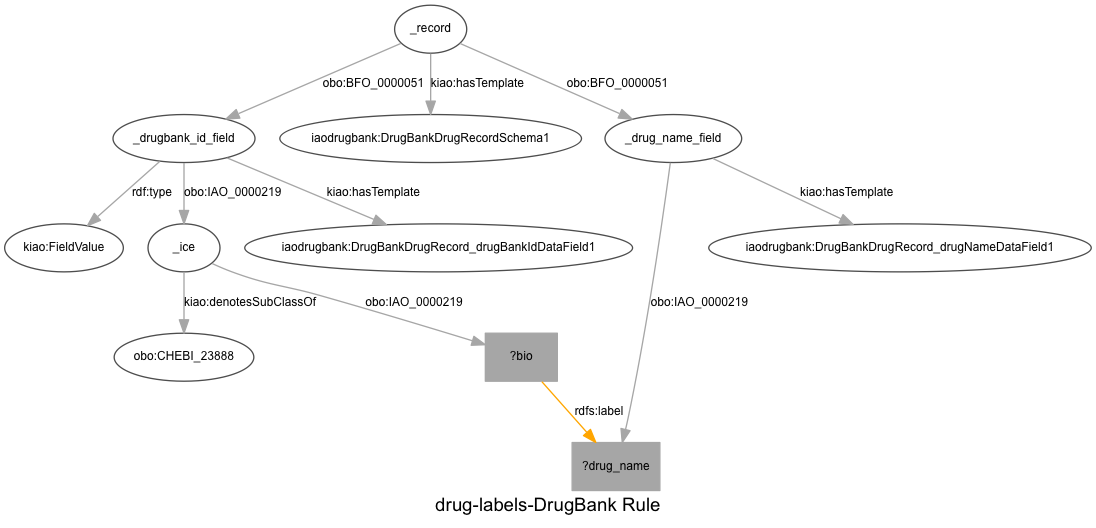 _record
obo:BFO_0000051
kiao:hasTemplate
obo:BFO_0000051
_drugbank_id_field
iaodrugbank:DrugBankDrugRecordSchema1
_drug_name_field
rdf:type
obo:IAO_0000219
kiao:hasTemplate
kiao:hasTemplate
kiao:FieldValue
_ice
iaodrugbank:DrugBankDrugRecord_drugBankIdDataField1
iaodrugbank:DrugBankDrugRecord_drugNameDataField1
kiao:denotesSubClassOf
obo:IAO_0000219
obo:IAO_0000219
obo:CHEBI_23888
?bio
rdfs:label
?drug_name
drug-labels-DrugBank Rule